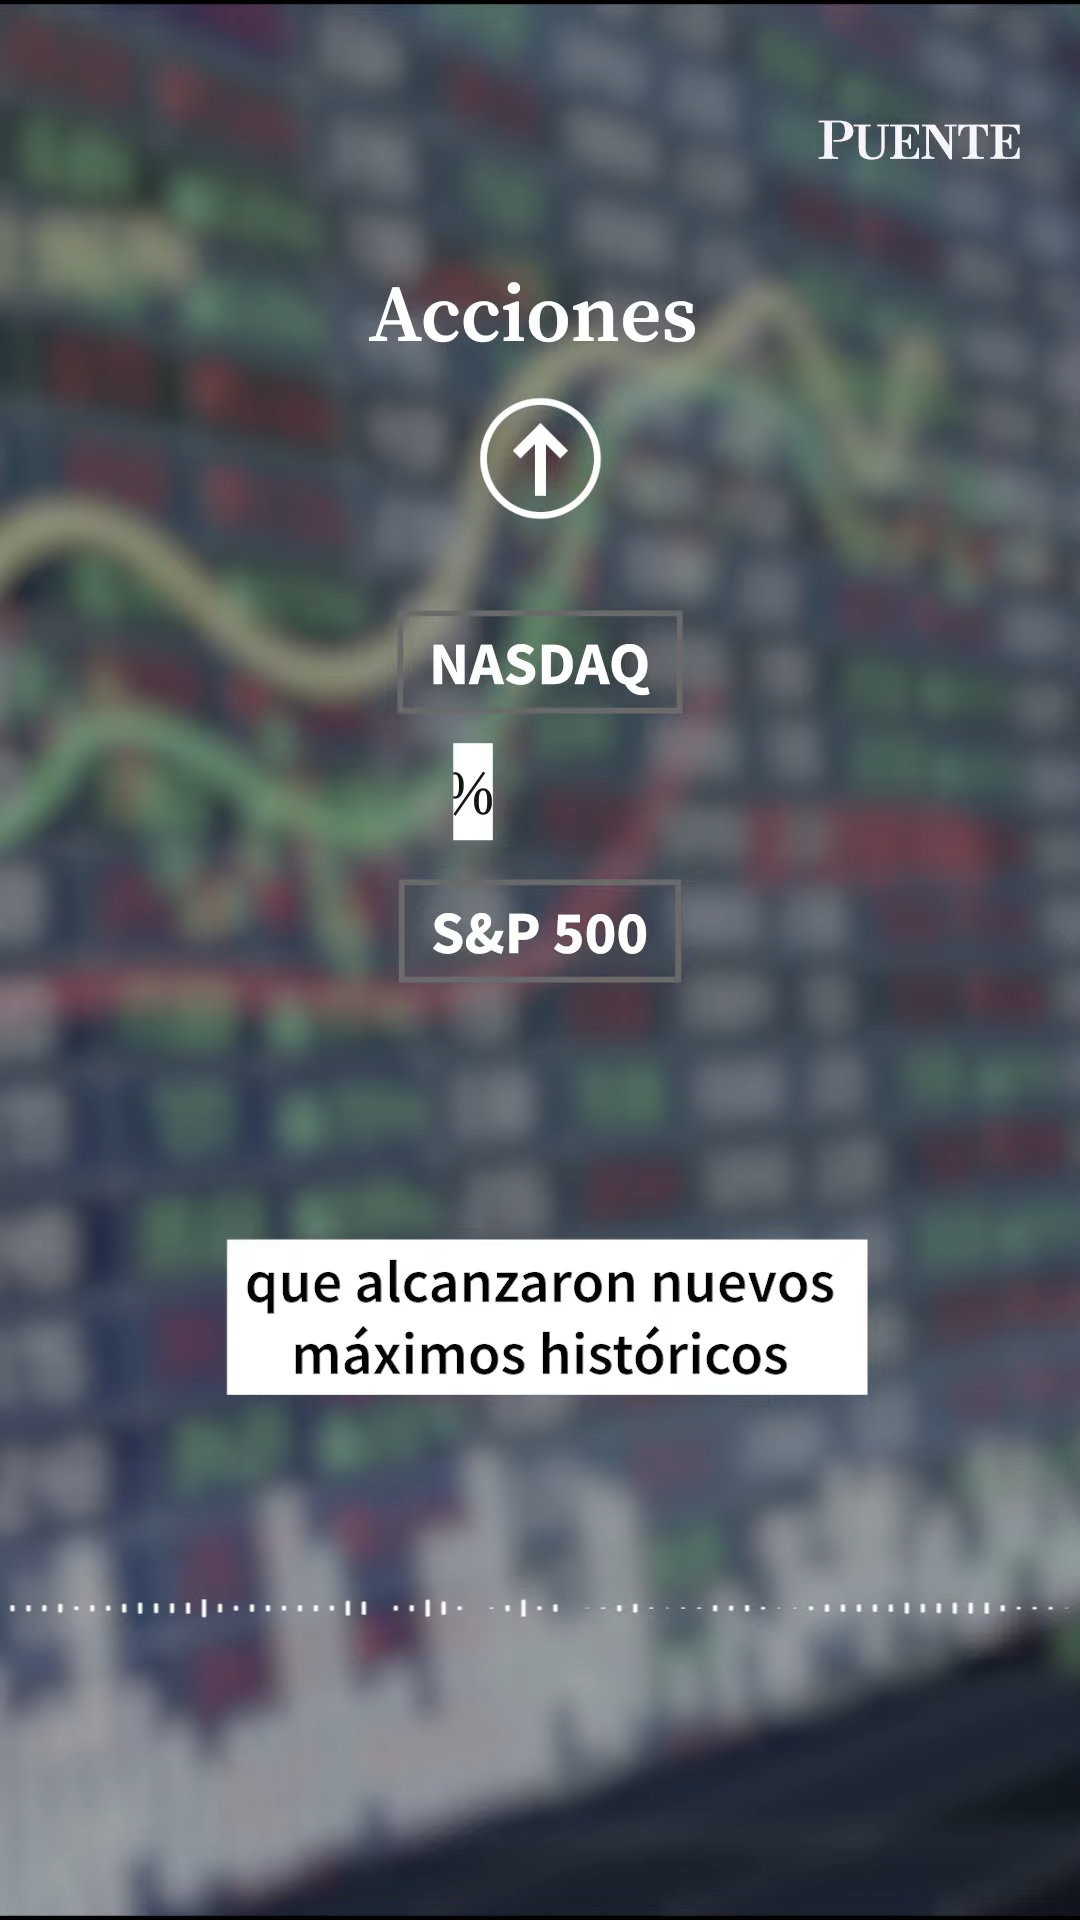 PUENTE
Acciones
NASDAQ
%
S&P 500
que alcanzaron nuevos
máximos históricos